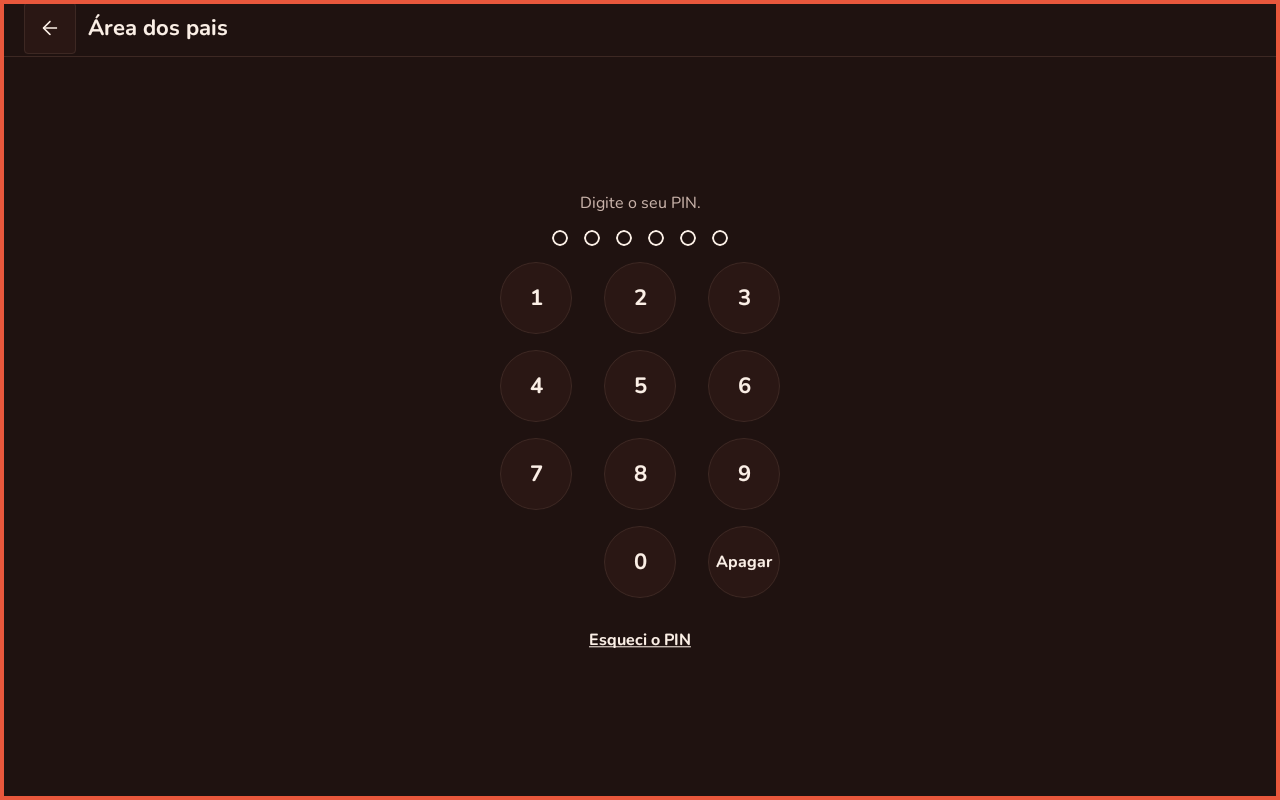 Área dos pais
Digite o seu PIN.
1 2 3
4 5 6
7 8 9
0 Apagar
Esqueci o PIN